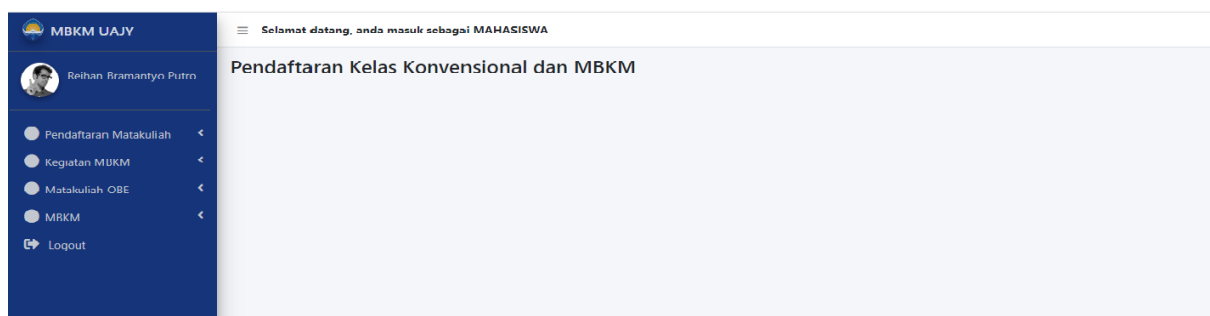 MBKM UAJY
Selamat datang, anda masuk sebagai MAHASISWA
Reihan Bramantyo Putro
Pendaftaran Kelas Konvensional dan MBKM
Pendaftaran Matakuliah
Kegiatan MBKM
Matakuliah OBE
MBKM
Logout